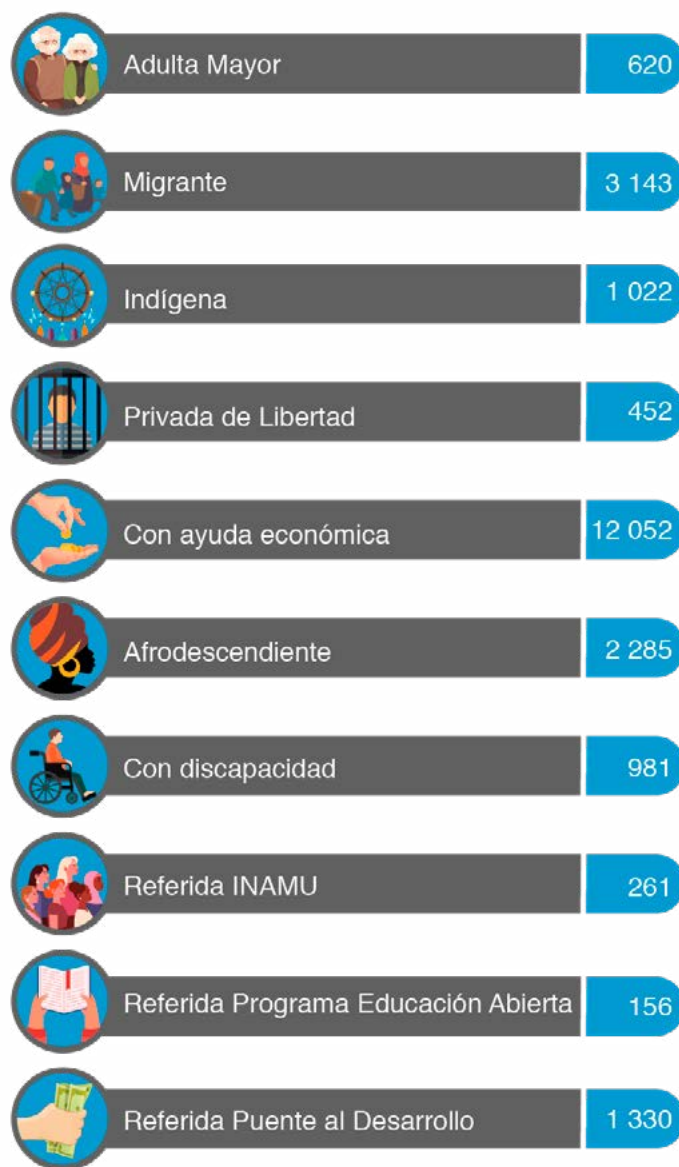 Adulta Mayor 620
Migrante 3 143
Indígena 1 022
Privada de Libertad 452
Con ayuda económica 12 052
Afrodescendiente 2 285
Con discapacidad 981
Referida INAMU 261
Referida Programa Educación Abierta 156
Referida Puente al Desarrollo 1 330